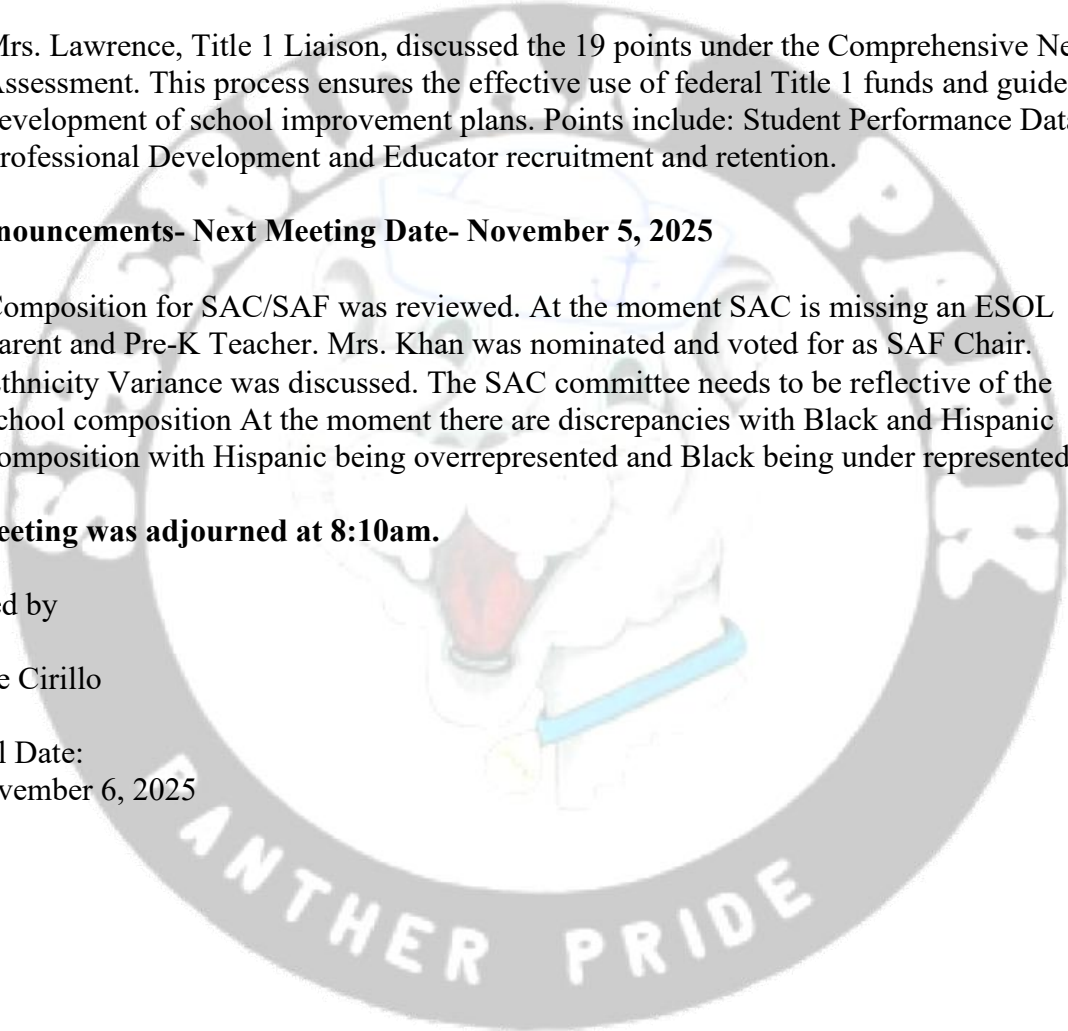 Mrs. Lawrence, Title 1 Liaison, discussed the 19 points under the Comprehensive Ne
ssessment. This process ensures the effective use of federal Title 1 funds and guide
evelopment of school improvement plans. Points include: Student Performance Data
rofessional Development and Educator recruitment and retention.
nouncements- Next Meeting Date- November 5, 2025
Composition for SAC/SAF was reviewed. At the moment SAC is missing an ESOL
arent and Pre-K Teacher. Mrs. Khan was nominated and voted for as SAF Chair.
thnicity Variance was discussed. The SAC committee needs to be reflective of the
chool composition At the moment there are discrepancies with Black and Hispanic
omposition with Hispanic being overrepresented and Black being under represented
eeting was adjourned at 8:10am.
ed by
e Cirillo
l Date:
vember 6, 2025
SHERIDAN PARK
PANTHER PRIDE